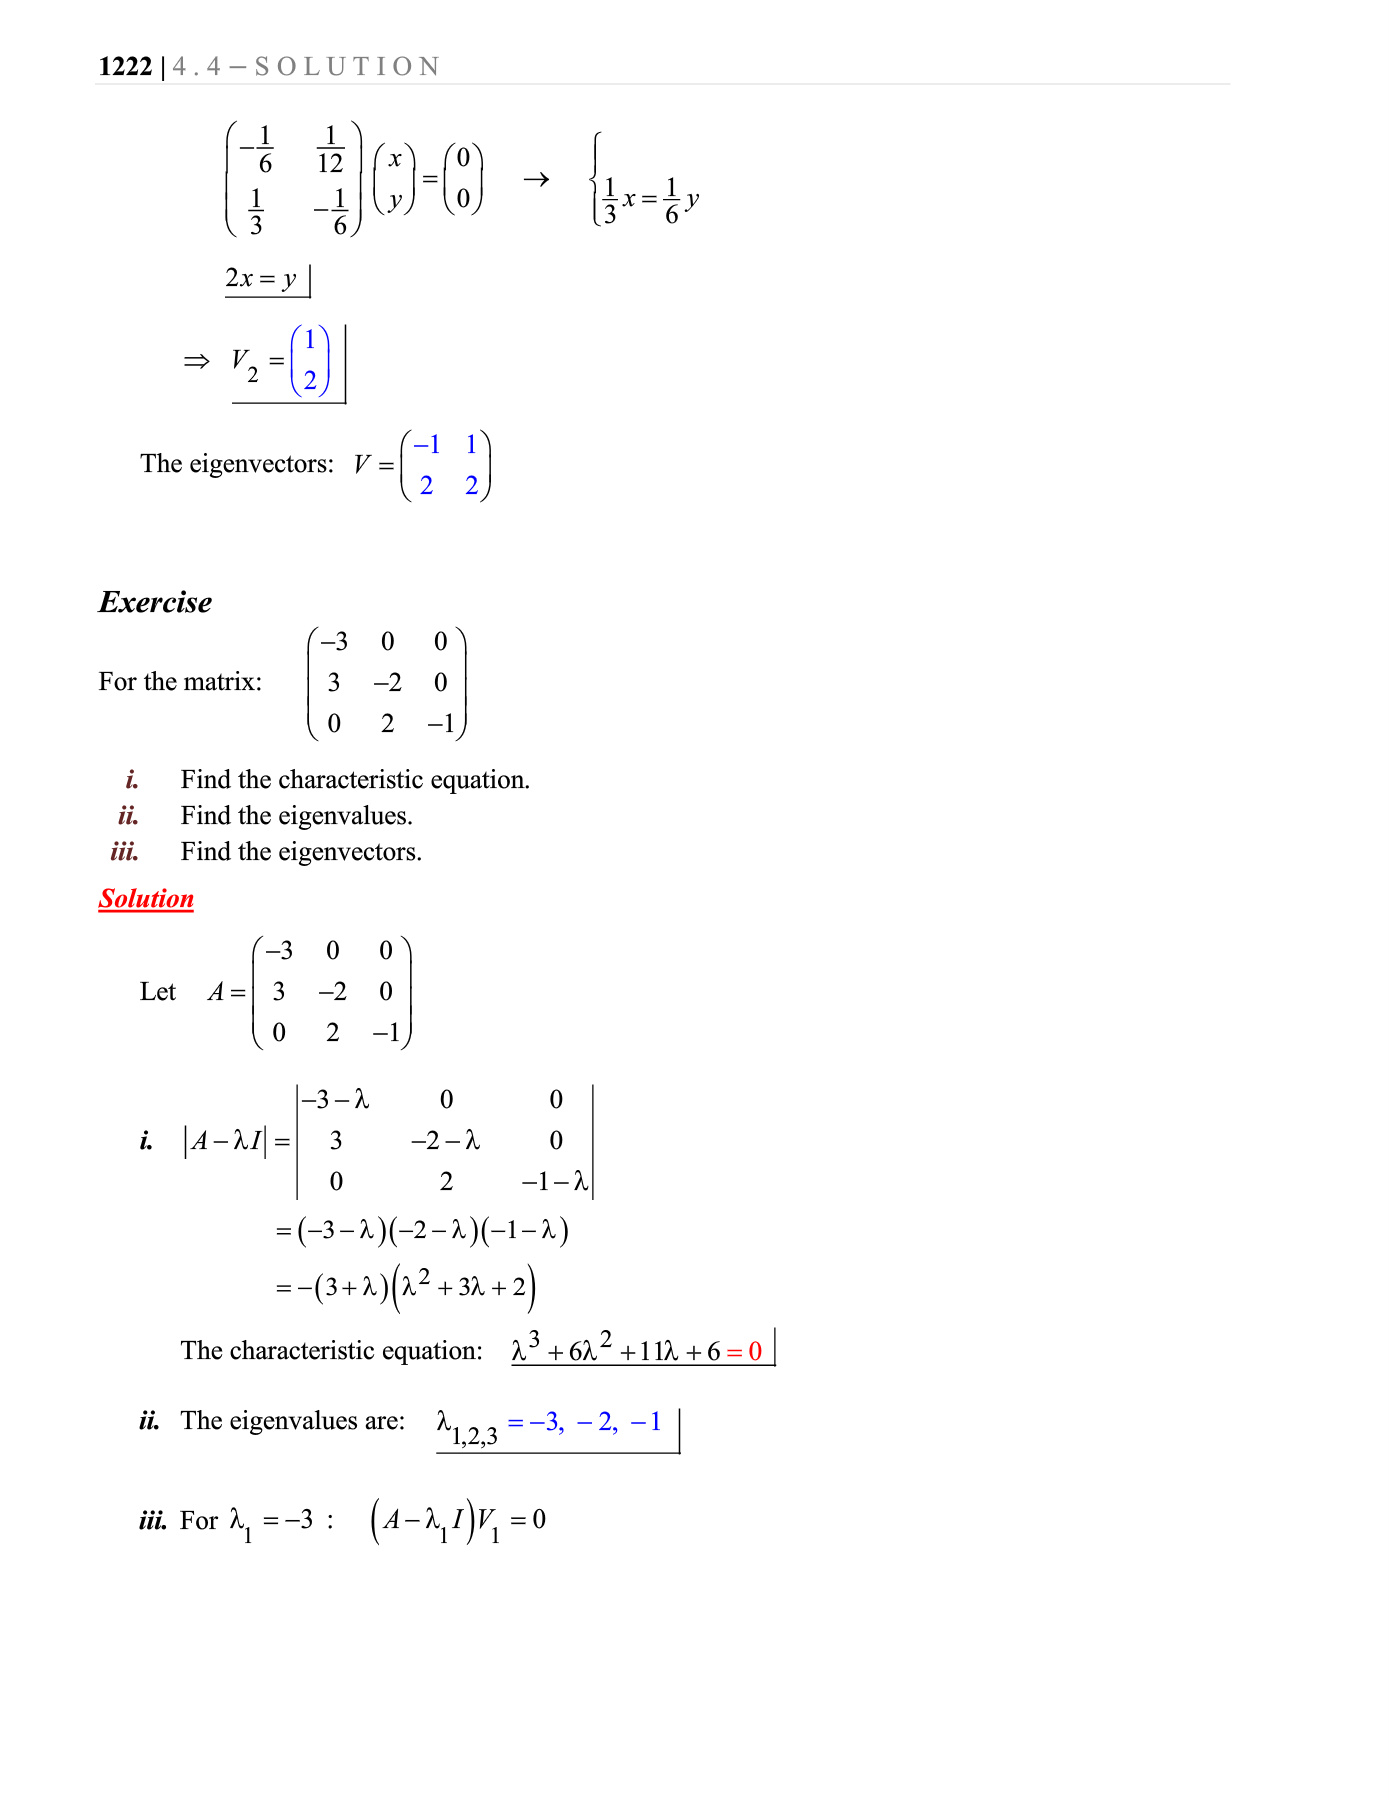 1222 | 4.4 – SOLUTION
$\begin{pmatrix} -\frac{1}{6} & \frac{1}{12} \\ \frac{1}{3} & -\frac{1}{6} \end{pmatrix} \begin{pmatrix} x \\ y \end{pmatrix} = \begin{pmatrix} 0 \\ 0 \end{pmatrix} \rightarrow \begin{cases} \\ \frac{1}{3}x = \frac{1}{6}y \end{cases}$
$2x = y$
$\Rightarrow V_2 = \begin{pmatrix} 1 \\ 2 \end{pmatrix}$
The eigenvectors: $V = \begin{pmatrix} -1 & 1 \\ 2 & 2 \end{pmatrix}$
Exercise
For the matrix: $\begin{pmatrix} -3 & 0 & 0 \\ 3 & -2 & 0 \\ 0 & 2 & -1 \end{pmatrix}$
i. Find the characteristic equation.
ii. Find the eigenvalues.
iii. Find the eigenvectors.
Solution
Let $A = \begin{pmatrix} -3 & 0 & 0 \\ 3 & -2 & 0 \\ 0 & 2 & -1 \end{pmatrix}$
i. $|A - \lambda I| = \begin{vmatrix} -3-\lambda & 0 & 0 \\ 3 & -2-\lambda & 0 \\ 0 & 2 & -1-\lambda \end{vmatrix}$
$= (-3-\lambda)(-2-\lambda)(-1-\lambda)$
$= -(3+\lambda)(\lambda^2 + 3\lambda + 2)$
The characteristic equation: $\lambda^3 + 6\lambda^2 + 11\lambda + 6 = 0$
ii. The eigenvalues are: $\lambda_{1,2,3} = -3, -2, -1$
iii. For $\lambda_1 = -3$ : $(A - \lambda_1 I)V_1 = 0$